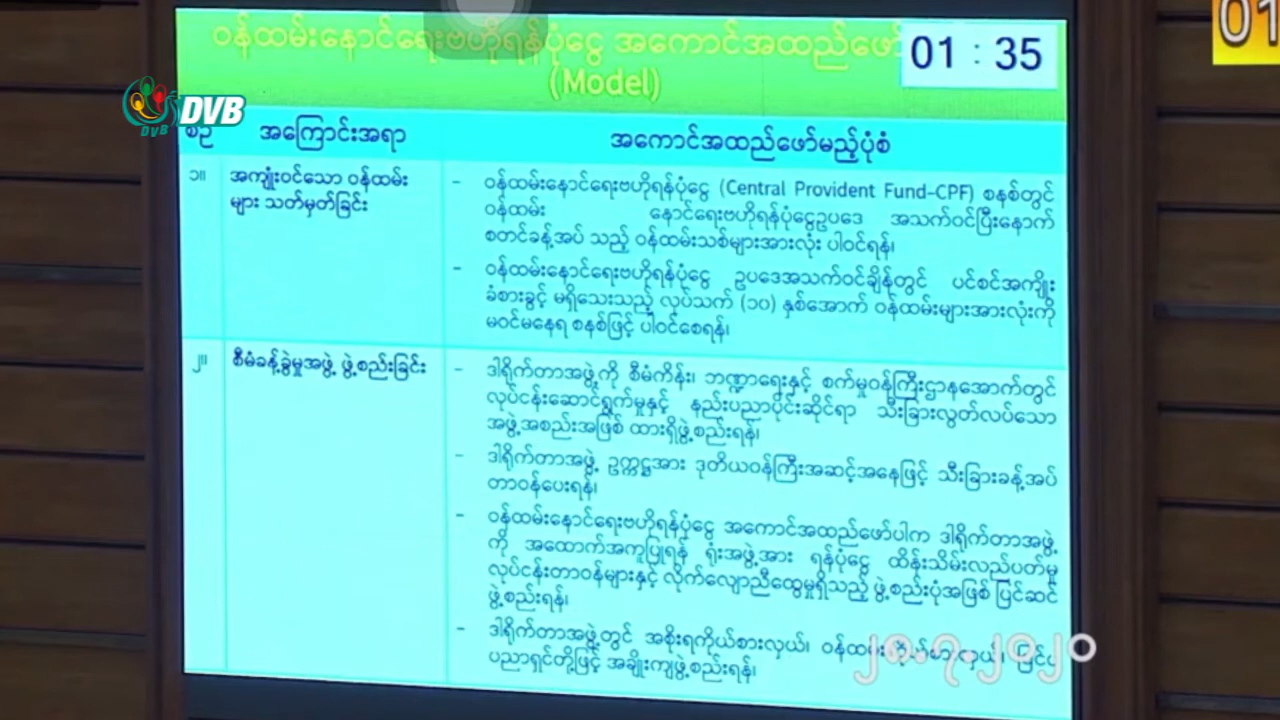 ဝန်ထမ်းနောင်ရေးဗဟိုရန်ပုံငွေ အကောင်အထည်ဖော်
(Model)
01 : 35
01
DVB
DVB
စဉ် အကြောင်းအရာ အကောင်အထည်ဖော်မည့်ပုံစံ
၁။ အကျုံးဝင်သော ဝန်ထမ်း
များ သတ်မှတ်ခြင်း
– ဝန်ထမ်းနောင်ရေးဗဟိုရန်ပုံငွေ (Central Provident Fund-CPF) စနစ်တွင်
ဝန်ထမ်း နောင်ရေးဗဟိုရန်ပုံငွေဥပဒေ အသက်ဝင်ပြီးနောက်
စတင်ခန့်အပ် သည့် ဝန်ထမ်းသစ်များအားလုံး ပါဝင်ရန်၊
– ဝန်ထမ်းနောင်ရေးဗဟိုရန်ပုံငွေ ဥပဒေအသက်ဝင်ချိန်တွင် ပင်စင်အကျိုး
ခံစားခွင့် မရှိသေးသည့် လုပ်သက် (၁၀) နှစ်အောက် ဝန်ထမ်းများအားလုံးကို
မဝင်မနေရ စနစ်ဖြင့် ပါဝင်စေရန်၊
၂။ စီမံခန့်ခွဲမှုအဖွဲ့ ဖွဲ့စည်းခြင်း
– ဒါရိုက်တာအဖွဲ့ကို စီမံကိန်း၊ ဘဏ္ဍာရေးနှင့် စက်မှုဝန်ကြီးဌာနအောက်တွင်
လုပ်ငန်းဆောင်ရွက်မှုနှင့် နည်းပညာပိုင်းဆိုင်ရာ သီးခြားလွတ်လပ်သော
အဖွဲ့အစည်းအဖြစ် ထားရှိဖွဲ့စည်းရန်၊
– ဒါရိုက်တာအဖွဲ့ ဥက္ကဋ္ဌအား ဒုတိယဝန်ကြီးအဆင့်အနေဖြင့် သီးခြားခန့်အပ်
တာဝန်ပေးရန်၊
– ဝန်ထမ်းနောင်ရေးဗဟိုရန်ပုံငွေ အကောင်အထည်ဖော်ပါက ဒါရိုက်တာအဖွဲ့
ကို အထောက်အကူပြုရန် ရုံးအဖွဲ့အား ရန်ပုံငွေ ထိန်းသိမ်းလည်ပတ်မှု
လုပ်ငန်းတာဝန်များနှင့် လိုက်လျောညီထွေမှုရှိသည့် ဖွဲ့စည်းပုံအဖြစ် ပြင်ဆင်
ဖွဲ့စည်းရန်၊
– ဒါရိုက်တာအဖွဲ့တွင် အစိုးရကိုယ်စားလှယ်၊
ပညာရှင်တို့ဖြင့် အချိုးကျဖွဲ့စည်းရန်၊
၂၈.၇.၂၀၂၀